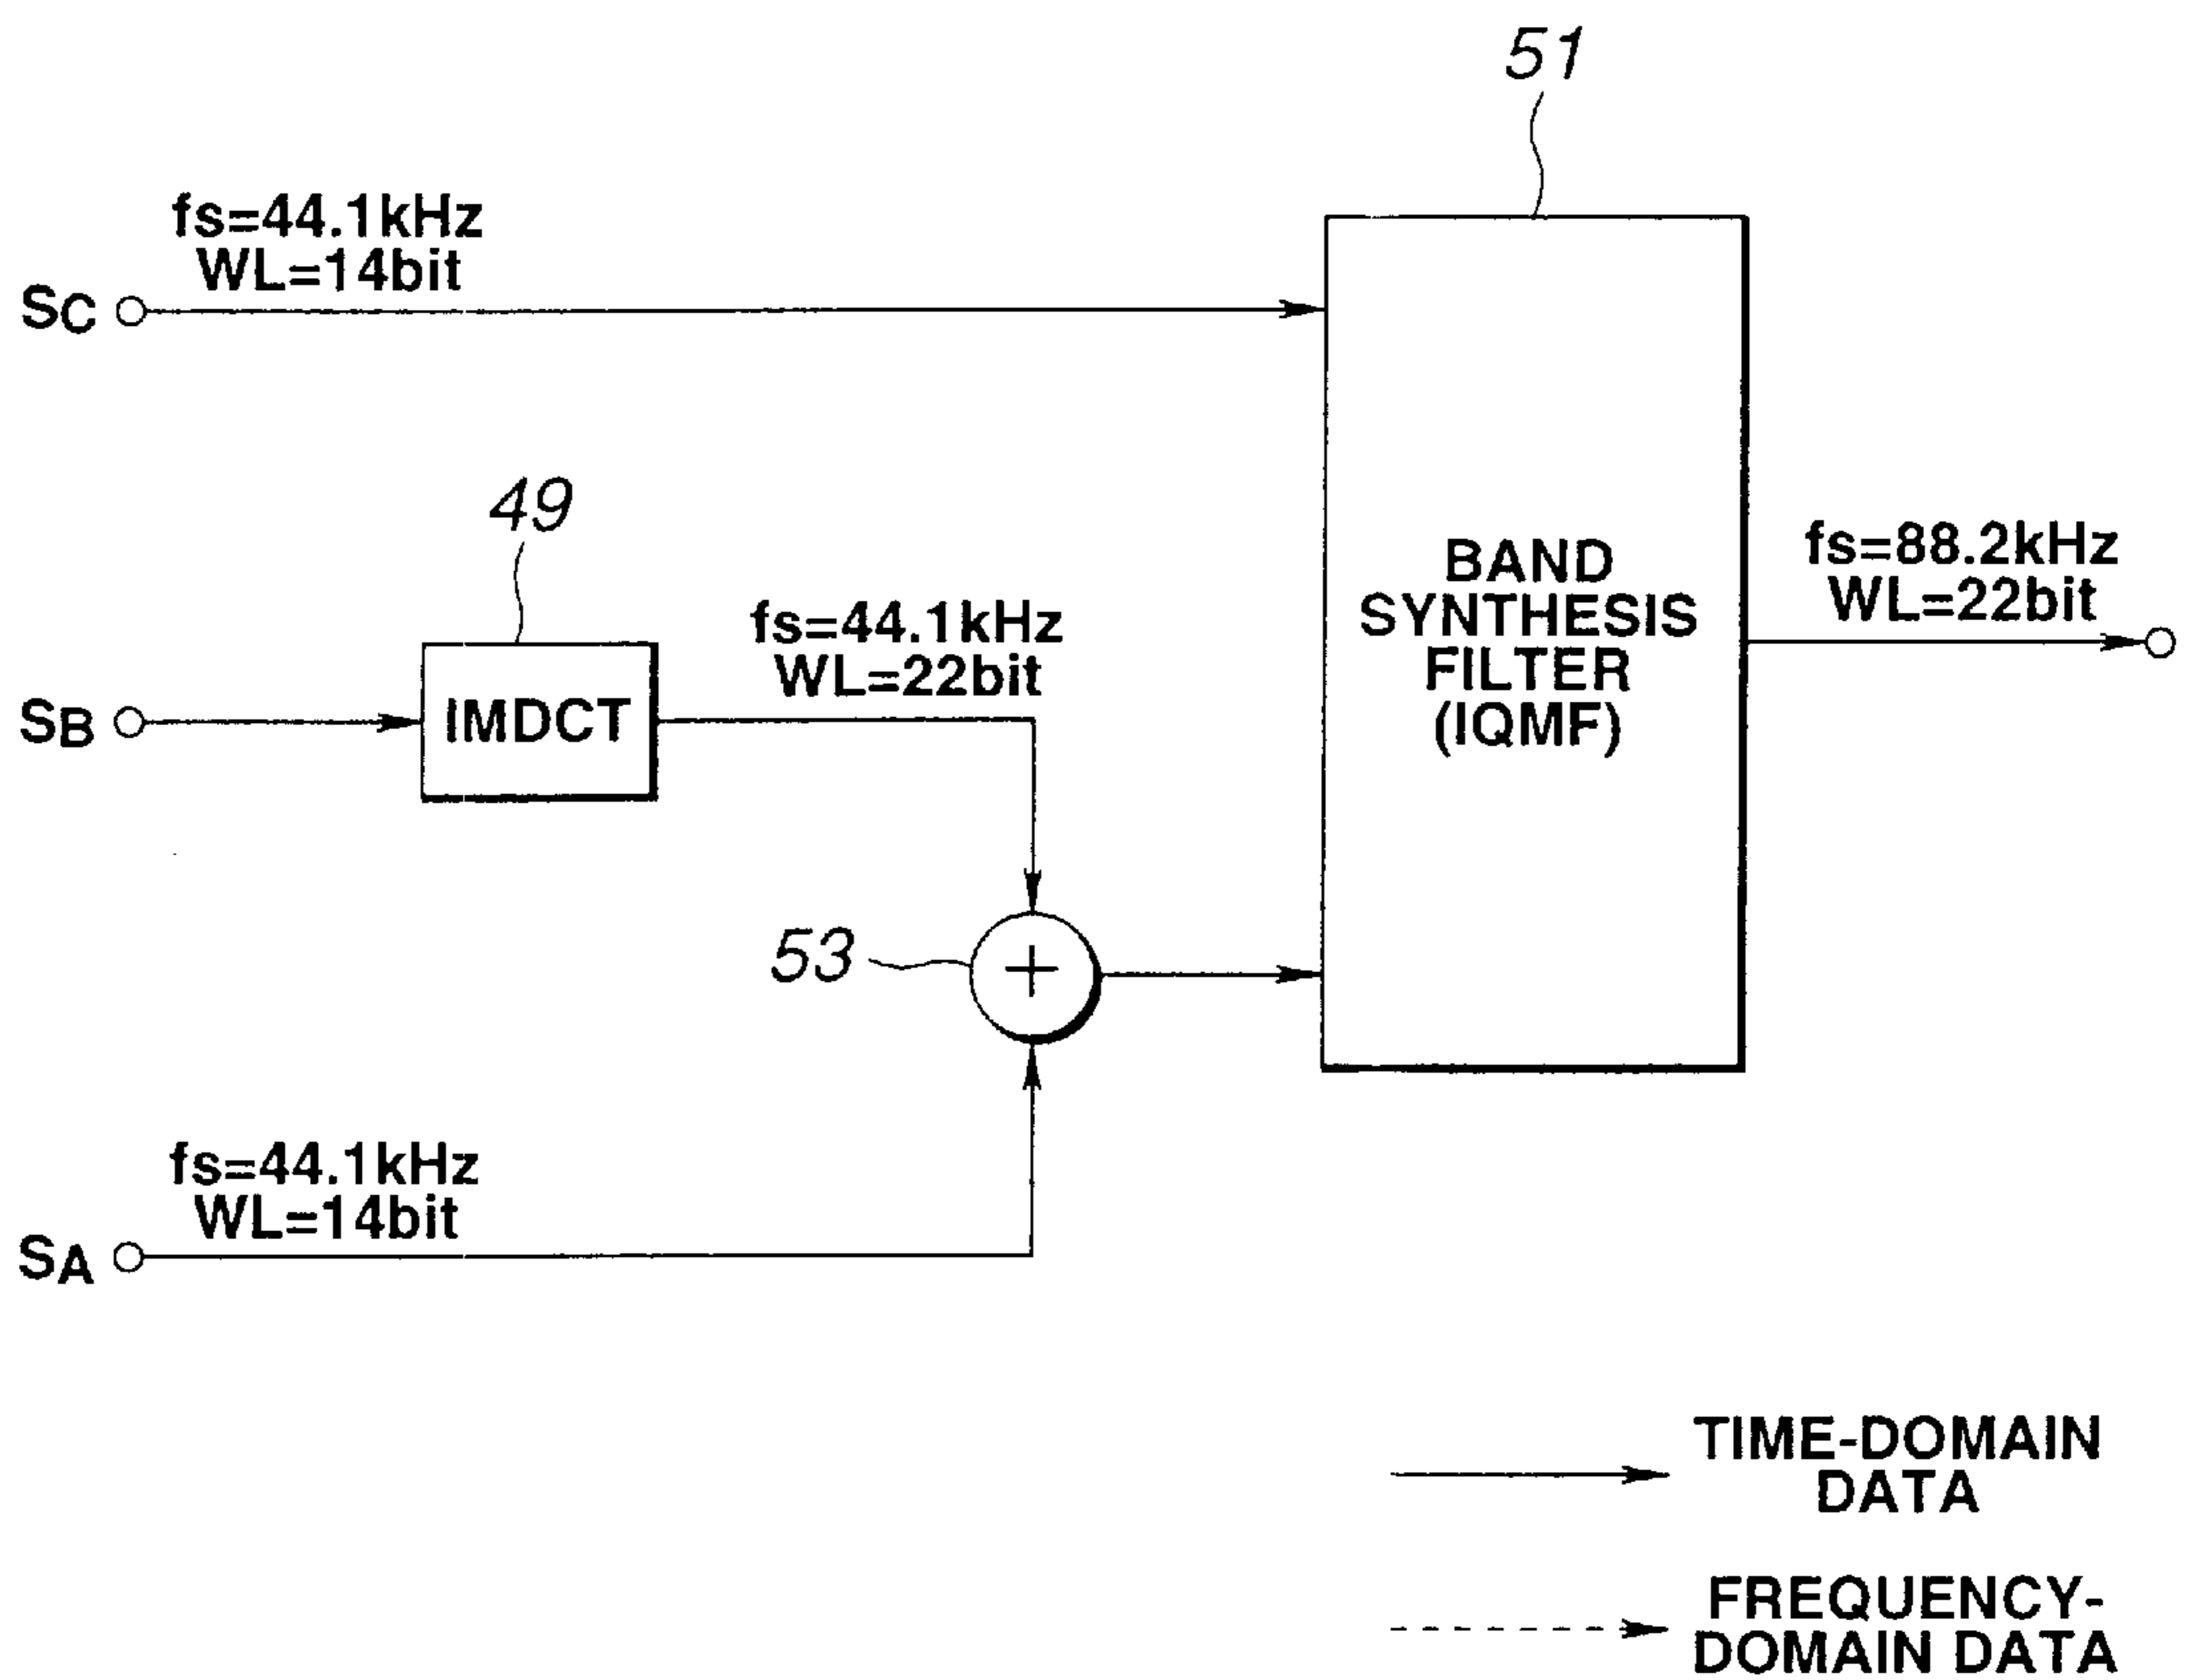 51
fs=44.1kHz
WL=14bit
SC
49
fs=44.1kHz
WL=22bit
SB
IMDCT
BAND
SYNTHESIS
FILTER
(IQMF)
fs=88.2kHz
WL=22bit
53
+
fs=44.1kHz
WL=14bit
SA
TIME-DOMAIN
DATA
FREQUENCY-
DOMAIN DATA